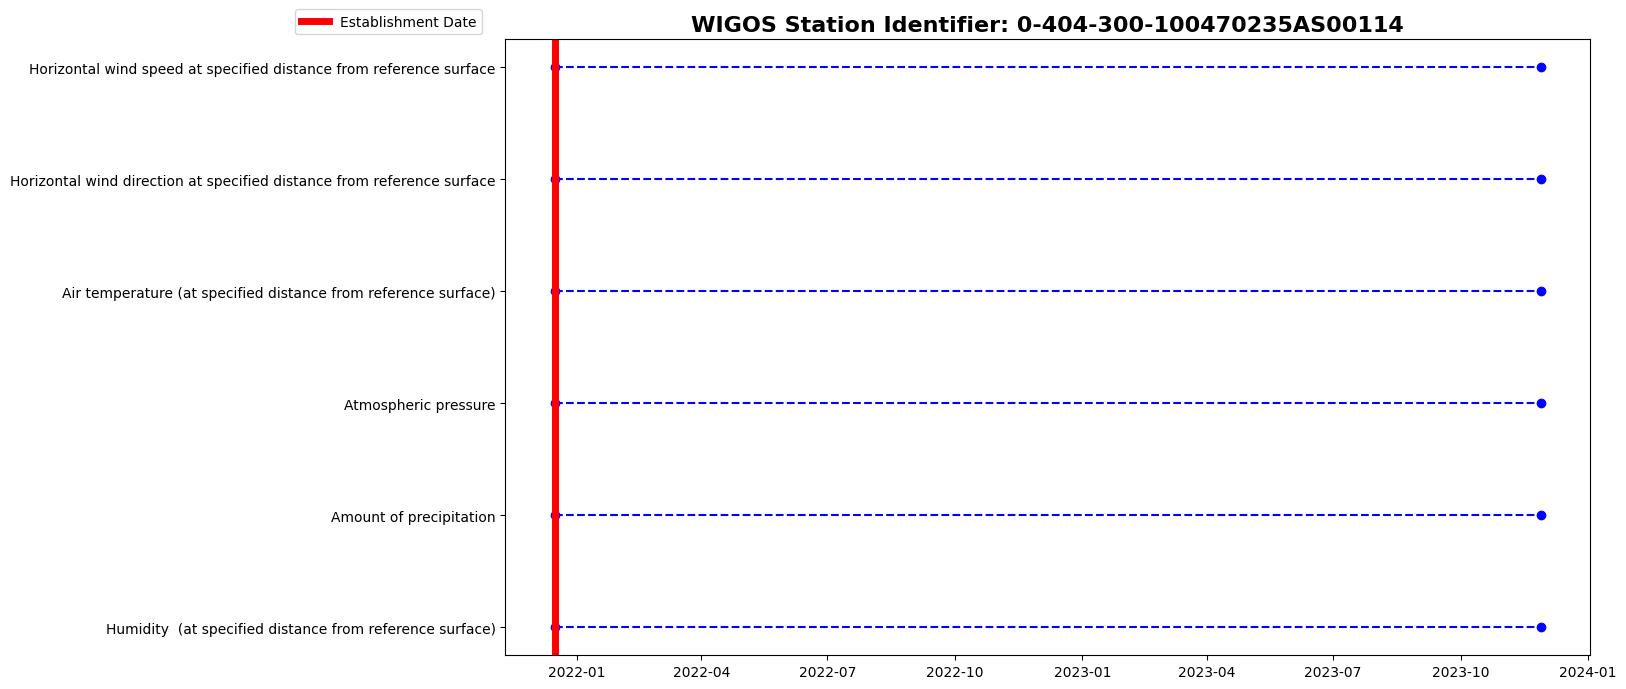 Establishment Date
WIGOS Station Identifier: 0-404-300-100470235AS00114
Horizontal wind speed at specified distance from reference surface
Horizontal wind direction at specified distance from reference surface
Air temperature (at specified distance from reference surface)
Atmospheric pressure
Amount of precipitation
Humidity  (at specified distance from reference surface)
2022-01 2022-04 2022-07 2022-10 2023-01 2023-04 2023-07 2023-10 2024-01